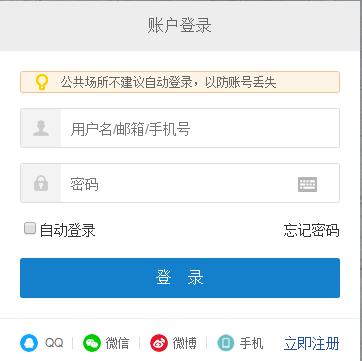 账户登录
公共场所不建议自动登录，以防账号丢失
用户名/邮箱/手机号
密码
自动登录 忘记密码
登 录
QQ 微信 微博 手机 立即注册